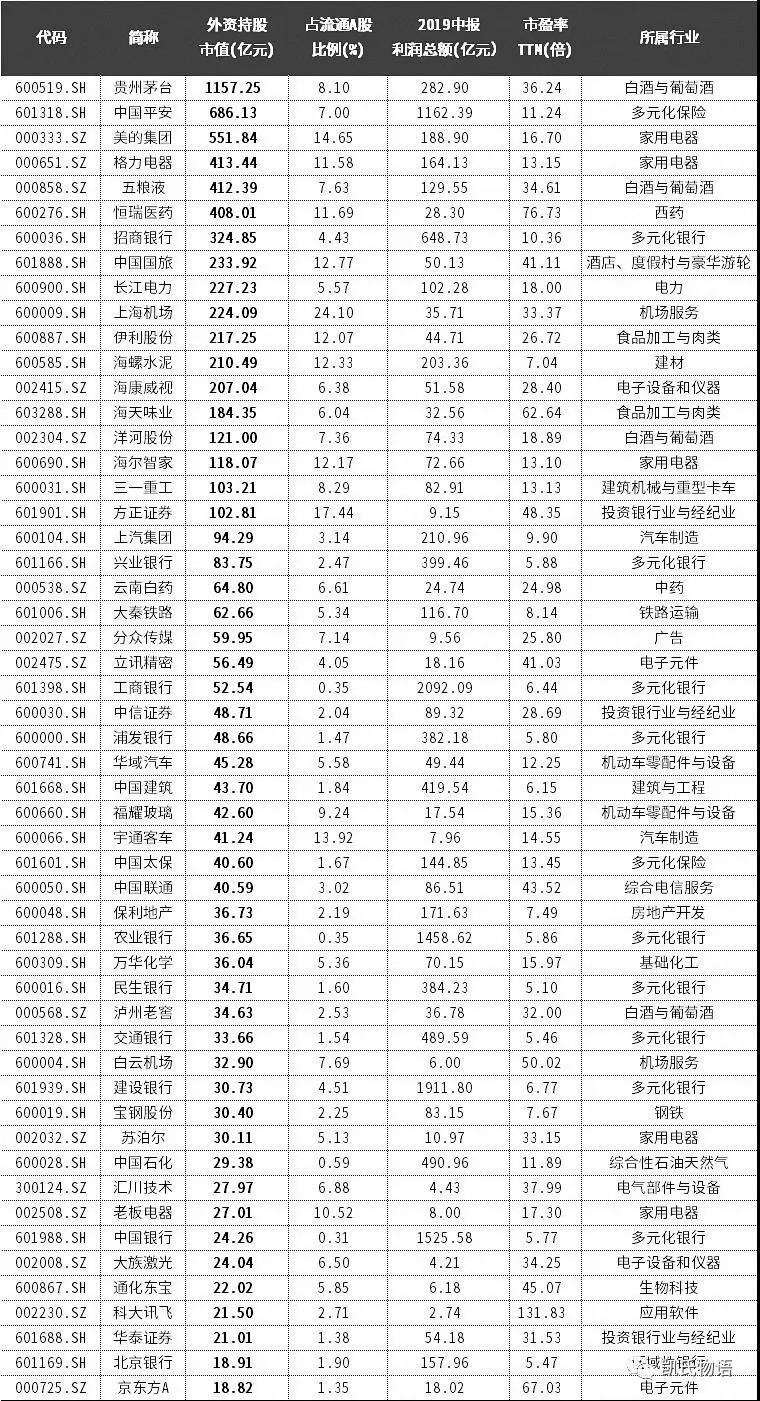 代码 简称 外资持股市值(亿元) 占流通A股比例(%) 2019中报利润总额(亿元) 市盈率TTM(倍) 所属行业
600519.SH 贵州茅台 1157.25 8.10 282.90 36.24 白酒与葡萄酒
601318.SH 中国平安 686.13 7.00 1162.39 11.24 多元化保险
000333.SZ 美的集团 551.84 14.65 188.90 16.70 家用电器
000651.SZ 格力电器 413.44 11.58 164.13 13.15 家用电器
000858.SZ 五粮液 412.39 7.63 129.55 34.61 白酒与葡萄酒
600276.SH 恒瑞医药 408.01 11.69 28.30 76.73 西药
600036.SH 招商银行 324.85 4.43 648.73 10.36 多元化银行
601888.SH 中国国旅 233.92 12.77 50.13 41.11 酒店、度假村与豪华游轮
600900.SH 长江电力 227.23 5.57 102.28 18.00 电力
600009.SH 上海机场 224.09 24.10 35.71 33.37 机场服务
600887.SH 伊利股份 217.25 12.07 44.71 26.72 食品加工与肉类
600585.SH 海螺水泥 210.49 12.33 203.36 7.04 建材
002415.SZ 海康威视 207.04 6.38 51.58 28.40 电子设备和仪器
603288.SH 海天味业 184.35 6.04 32.56 62.64 食品加工与肉类
002304.SZ 洋河股份 121.00 7.36 74.33 18.89 白酒与葡萄酒
600690.SH 海尔智家 118.07 12.17 72.66 13.10 家用电器
600031.SH 三一重工 103.21 8.29 82.91 13.13 建筑机械与重型卡车
601901.SH 方正证券 102.81 17.44 9.15 48.35 投资银行业与经纪业
600104.SH 上汽集团 94.29 3.14 210.96 9.90 汽车制造
601166.SH 兴业银行 83.75 2.47 399.46 5.88 多元化银行
000538.SZ 云南白药 64.80 6.61 24.74 24.98 中药
601006.SH 大秦铁路 62.66 5.34 116.70 8.14 铁路运输
002027.SZ 分众传媒 59.95 7.14 9.56 25.80 广告
002475.SZ 立讯精密 56.49 4.05 18.16 41.03 电子元件
601398.SH 工商银行 52.54 0.35 2092.09 6.44 多元化银行
600030.SH 中信证券 48.71 2.04 89.32 28.69 投资银行业与经纪业
600000.SH 浦发银行 48.66 1.47 382.18 5.80 多元化银行
600741.SH 华域汽车 45.28 5.58 49.44 12.25 机动车零配件与设备
601668.SH 中国建筑 43.70 1.84 419.54 6.15 建筑与工程
600660.SH 福耀玻璃 42.60 9.24 17.54 15.36 机动车零配件与设备
600066.SH 宇通客车 41.24 13.92 7.96 14.55 汽车制造
601601.SH 中国太保 40.60 1.67 144.85 13.45 多元化保险
600050.SH 中国联通 40.59 3.02 86.51 43.52 综合电信服务
600048.SH 保利地产 36.73 2.19 171.63 7.49 房地产开发
601288.SH 农业银行 36.65 0.35 1458.62 5.86 多元化银行
600309.SH 万华化学 36.04 5.36 70.15 15.97 基础化工
600016.SH 民生银行 34.71 1.60 384.23 5.10 多元化银行
000568.SZ 泸州老窖 34.63 2.53 36.78 32.00 白酒与葡萄酒
601328.SH 交通银行 33.66 1.54 489.59 5.46 多元化银行
600004.SH 白云机场 32.90 7.69 6.00 50.02 机场服务
601939.SH 建设银行 30.73 4.51 1911.80 6.77 多元化银行
600019.SH 宝钢股份 30.40 2.25 83.15 7.67 钢铁
002032.SZ 苏泊尔 30.11 5.13 10.97 33.15 家用电器
600028.SH 中国石化 29.38 0.59 490.96 11.89 综合性石油天然气
300124.SZ 汇川技术 27.97 6.88 4.43 37.99 电气部件与设备
002508.SZ 老板电器 27.01 10.52 8.00 17.30 家用电器
601988.SH 中国银行 24.26 0.31 1525.58 5.77 多元化银行
002008.SZ 大族激光 24.04 6.50 4.21 34.25 电子设备和仪器
600867.SH 通化东宝 22.02 5.85 6.18 45.07 生物科技
002230.SZ 科大讯飞 21.50 2.71 2.74 131.83 应用软件
601688.SH 华泰证券 21.01 1.38 54.18 31.53 投资银行业与经纪业
601169.SH 北京银行 18.91 1.90 157.96 5.47
凯氏物语
000725.SZ 京东方A 18.82 1.35 18.02 67.03 电子元件